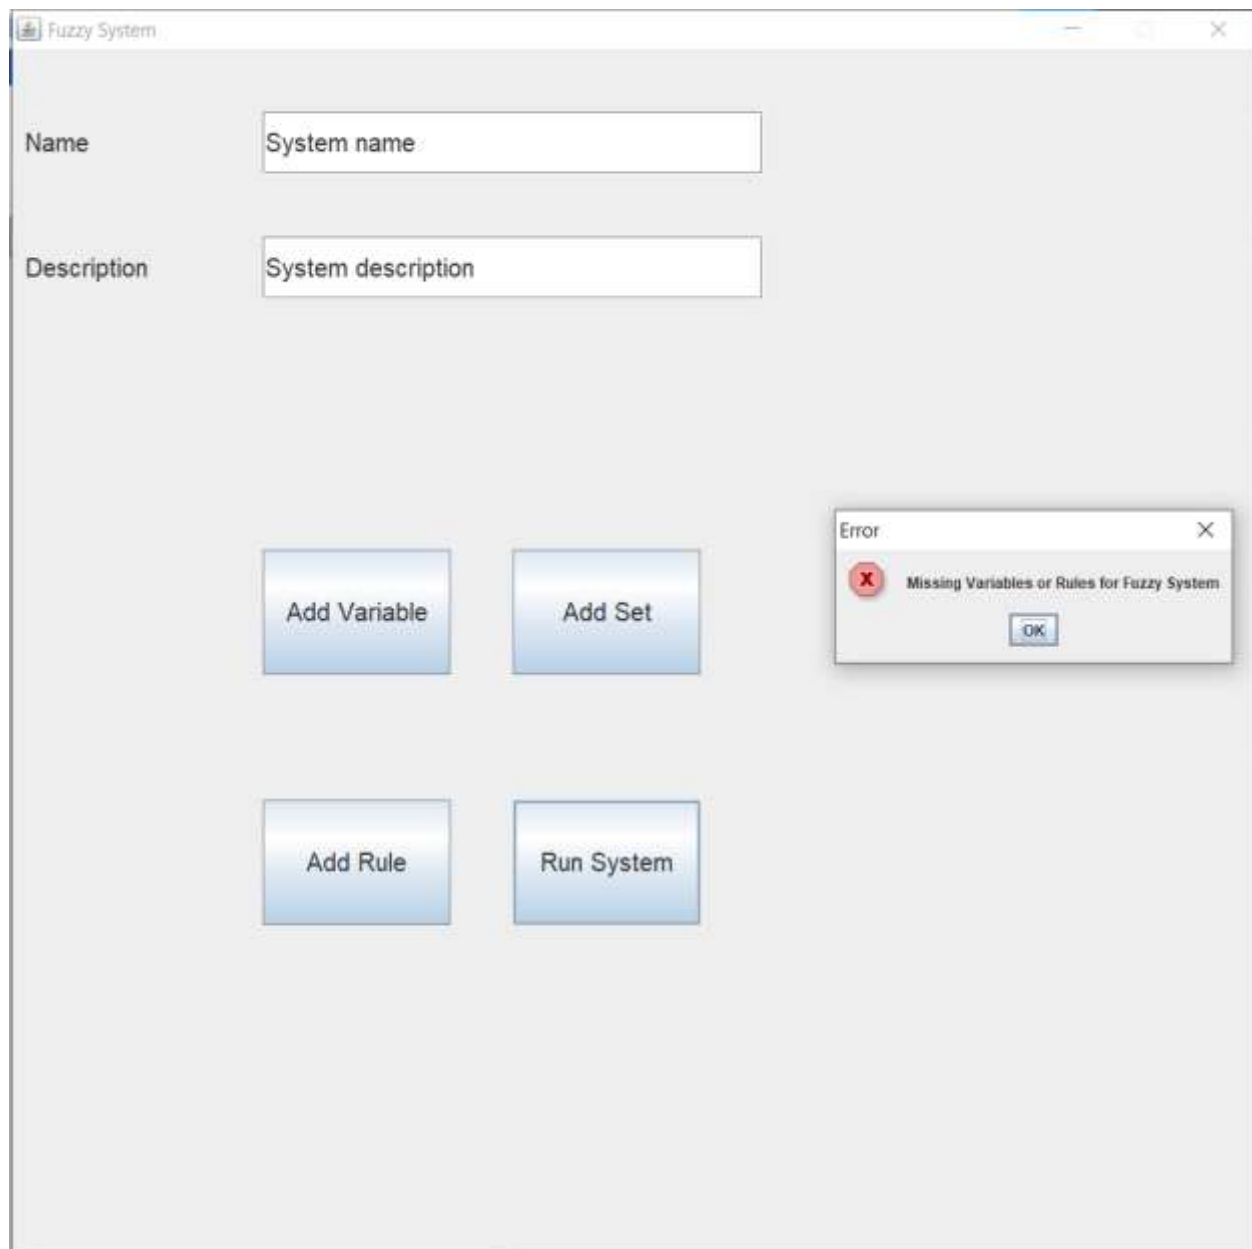 Fuzzy System
Name
System name
Description
System description
Error
Missing Variables or Rules for Fuzzy System
OK
Add Variable
Add Set
Add Rule
Run System